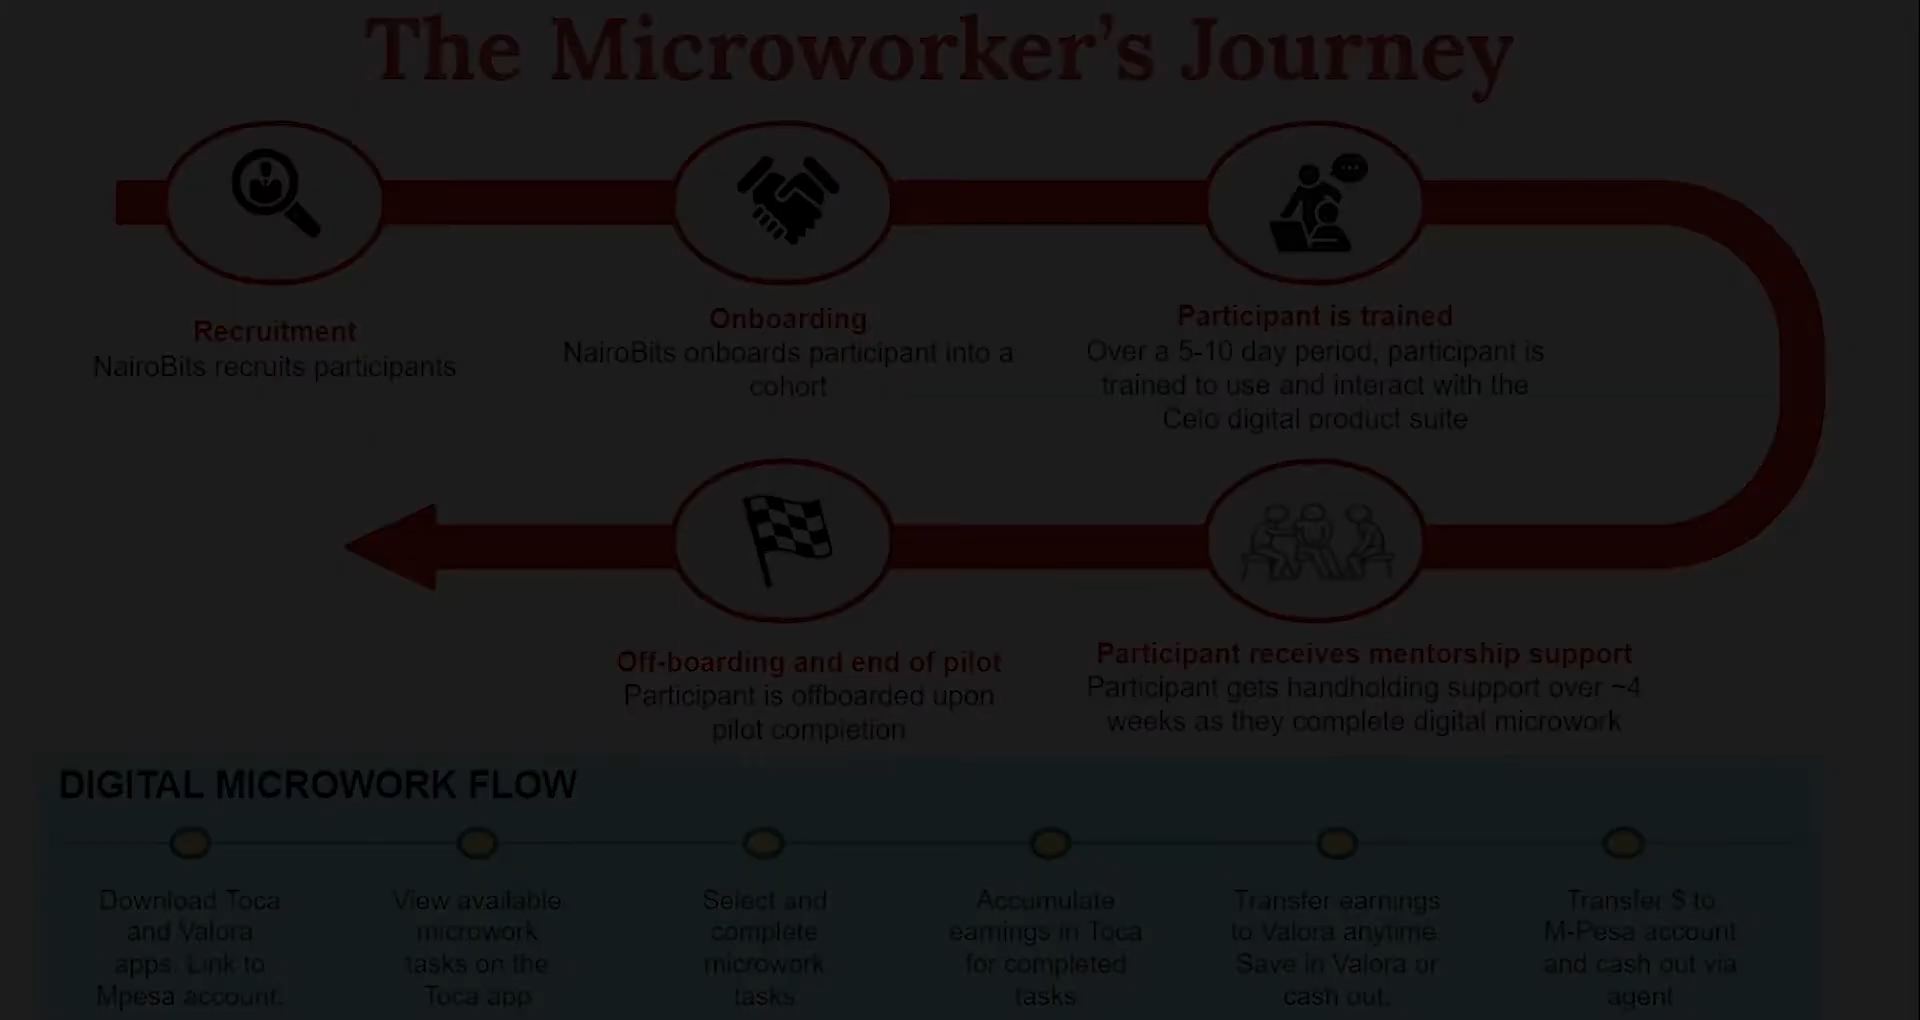 The Microworker's Journey
Recruitment
NairoBits recruits participants
Onboarding
NairoBits onboards participant into a
cohort
Participant is trained
Over a 5-10 day period, participant is
trained to use and interact with the
Celo digital product suite
Off-boarding and end of pilot
Participant is offboarded upon
pilot completion
Participant receives mentorship support
Participant gets handholding support over ~4
weeks as they complete digital microwork
DIGITAL MICROWORK FLOW
Download Toca
and Valora
apps. Link to
Mpesa account.
View available
microwork
tasks on the
Toca app
Select and
complete
microwork
tasks
Accumulate
earnings in Toca
for completed
tasks
Transfer earnings
to Valora anytime.
Save in Valora or
cash out.
Transfer $ to
M-Pesa account
and cash out via
agent